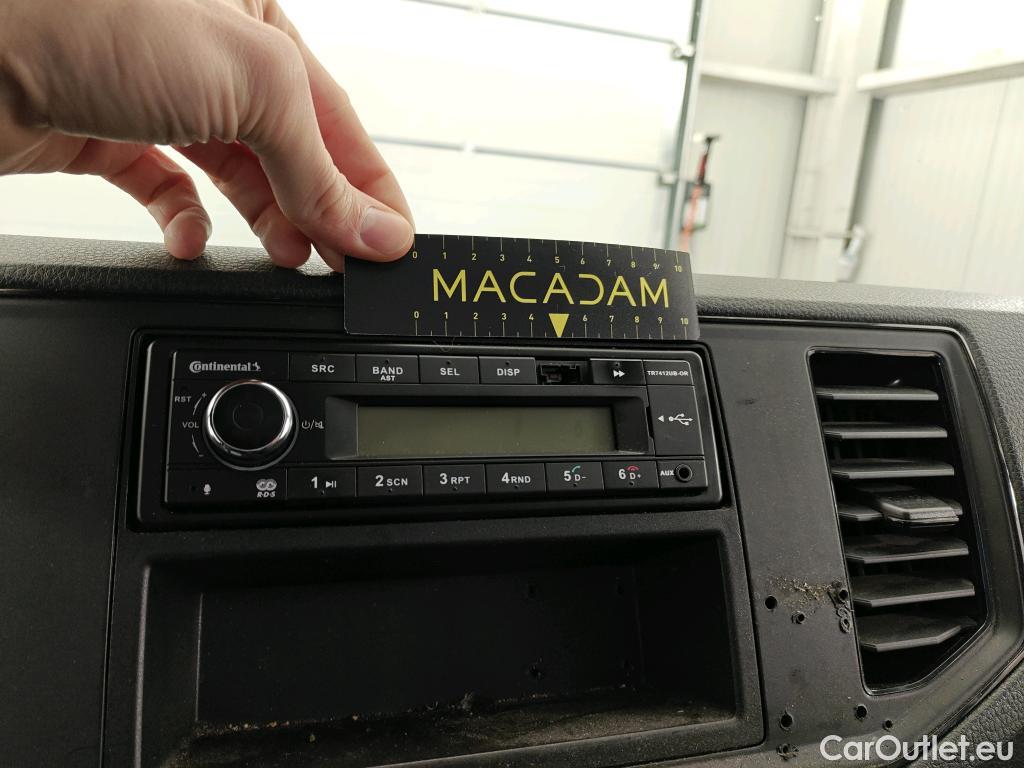 0 1 2 3 4 5 6 7 8 9 10
MACADAM
0 1 2 3 4 6 7 8 9 10
Continental
SRC
BAND
AST
SEL
DISP
TR7412UB-OR
RST
VOL
+
-
R·D·S
1
2 SCN
3 RPT
4 RND
5 D-
6 D+
AUX
CarOutlet.eu